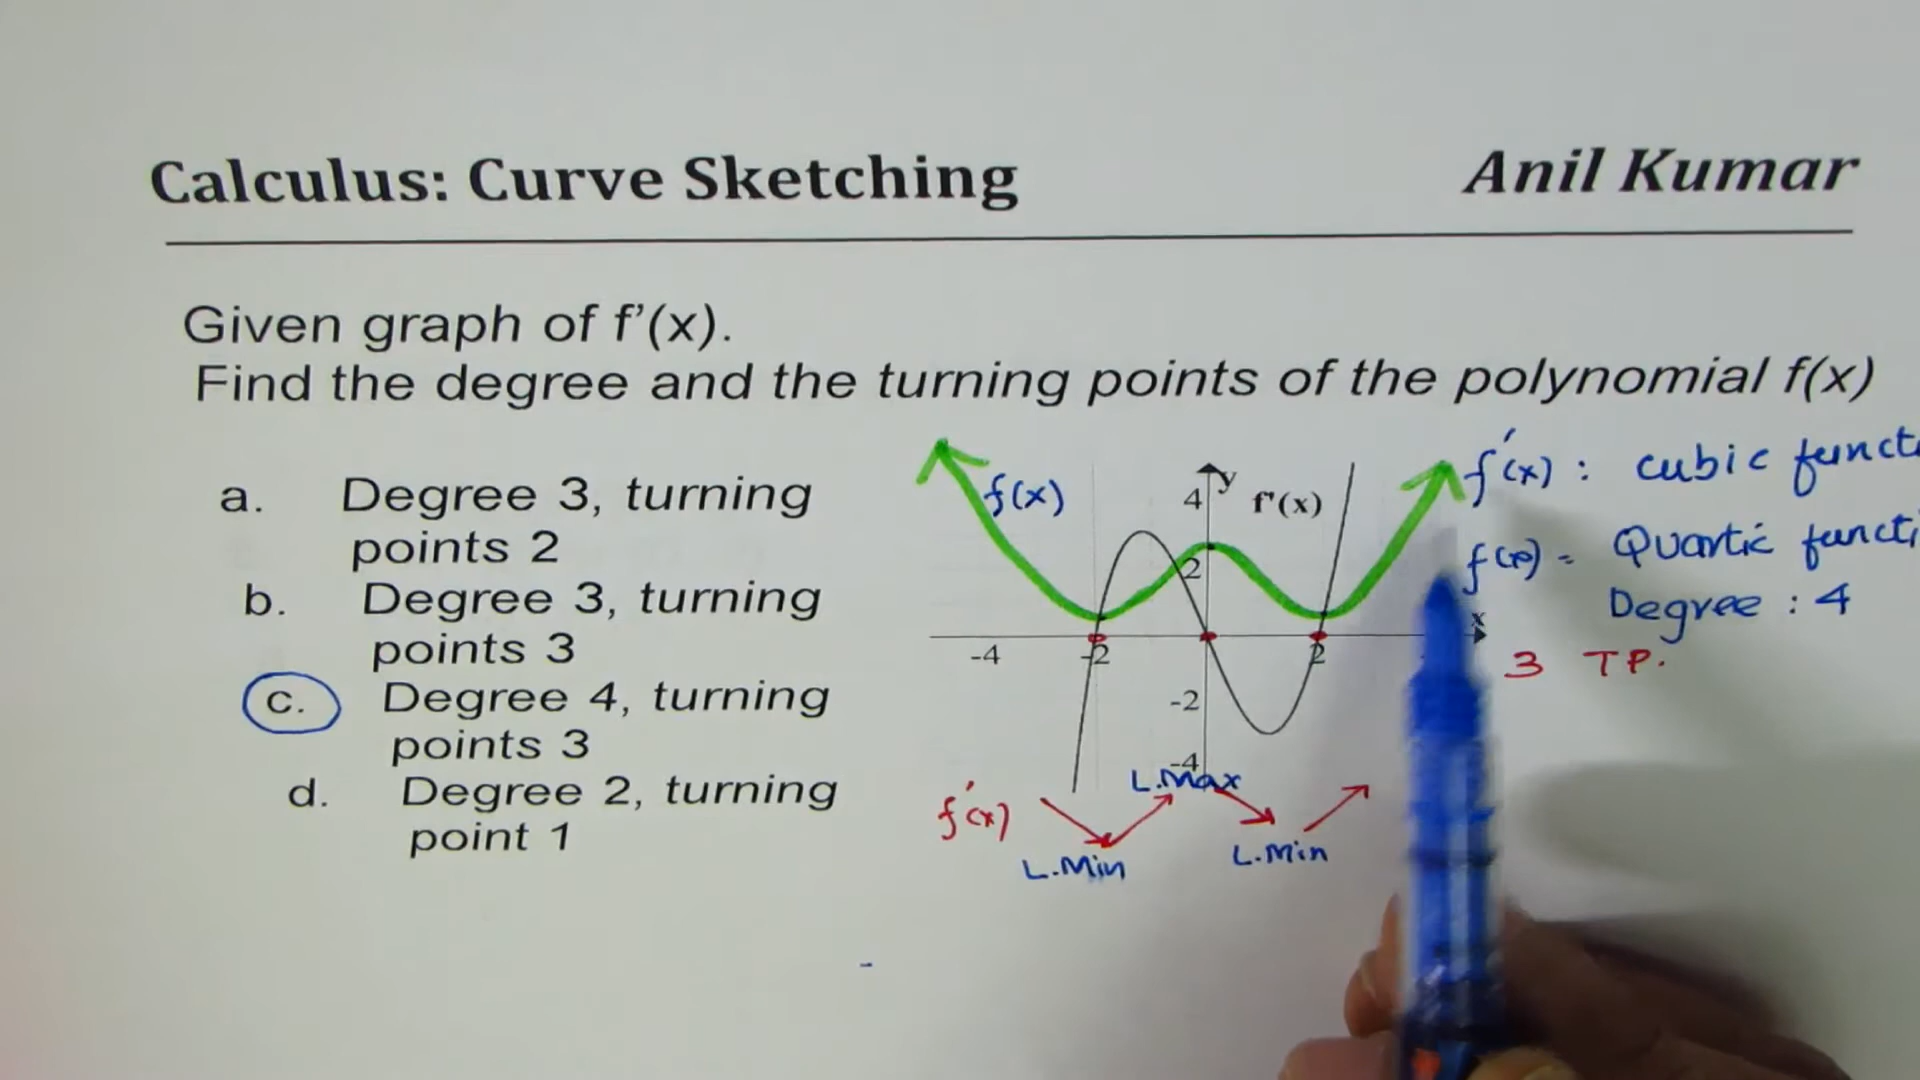 Calculus: Curve Sketching
Anil Kumar
Given graph of f'(x).
Find the degree and the turning points of the polynomial f(x)
a. Degree 3, turning
points 2
b. Degree 3, turning
points 3
c. Degree 4, turning
points 3
d. Degree 2, turning
point 1
f(x)
y
4
f'(x)
2
-4
-2
2
x
-2
-4
f'(x)
L.Max
L.Min
L.Min
f'(x) : cubic funct
f(x) = Quartic functi
Degree : 4
3 TP.